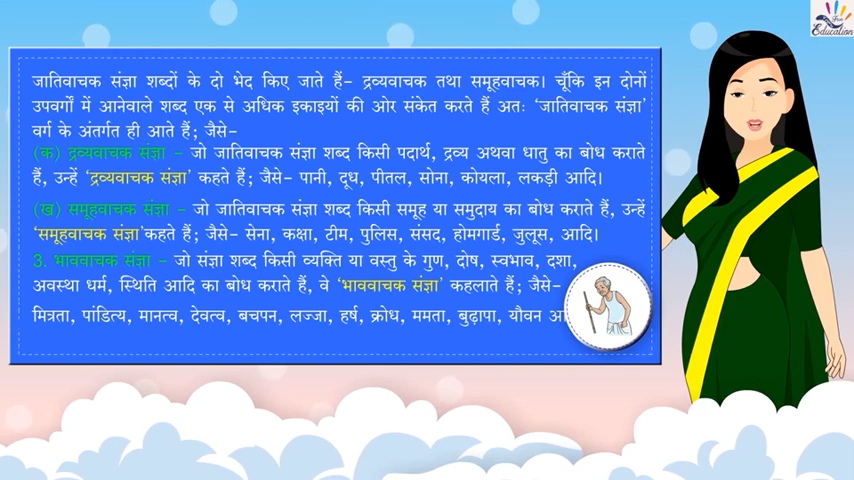 Fun
Education
जातिवाचक संज्ञा शब्दों के दो भेद किए जाते हैं– द्रव्यवाचक तथा समूहवाचक। चूँकि इन दोनों
उपवर्गों में आनेवाले शब्द एक से अधिक इकाइयों की ओर संकेत करते हैं अतः ‘जातिवाचक संज्ञा’
वर्ग के अंतर्गत ही आते हैं; जैसे–
(क) द्रव्यवाचक संज्ञा – जो जातिवाचक संज्ञा शब्द किसी पदार्थ, द्रव्य अथवा धातु का बोध कराते
हैं, उन्हें ‘द्रव्यवाचक संज्ञा’ कहते हैं; जैसे– पानी, दूध, पीतल, सोना, कोयला, लकड़ी आदि।
(ख) समूहवाचक संज्ञा – जो जातिवाचक संज्ञा शब्द किसी समूह या समुदाय का बोध कराते हैं, उन्हें
‘समूहवाचक संज्ञा’कहते हैं; जैसे– सेना, कक्षा, टीम, पुलिस, संसद, होमगार्ड, जुलूस, आदि।
3. भाववाचक संज्ञा – जो संज्ञा शब्द किसी व्यक्ति या वस्तु के गुण, दोष, स्वभाव, दशा,
अवस्था धर्म, स्थिति आदि का बोध कराते हैं, वे ‘भाववाचक संज्ञा’ कहलाते हैं; जैसे–
मित्रता, पांडित्य, मानत्व, देवत्व, बचपन, लज्जा, हर्ष, क्रोध, ममता, बुढ़ापा, यौवन